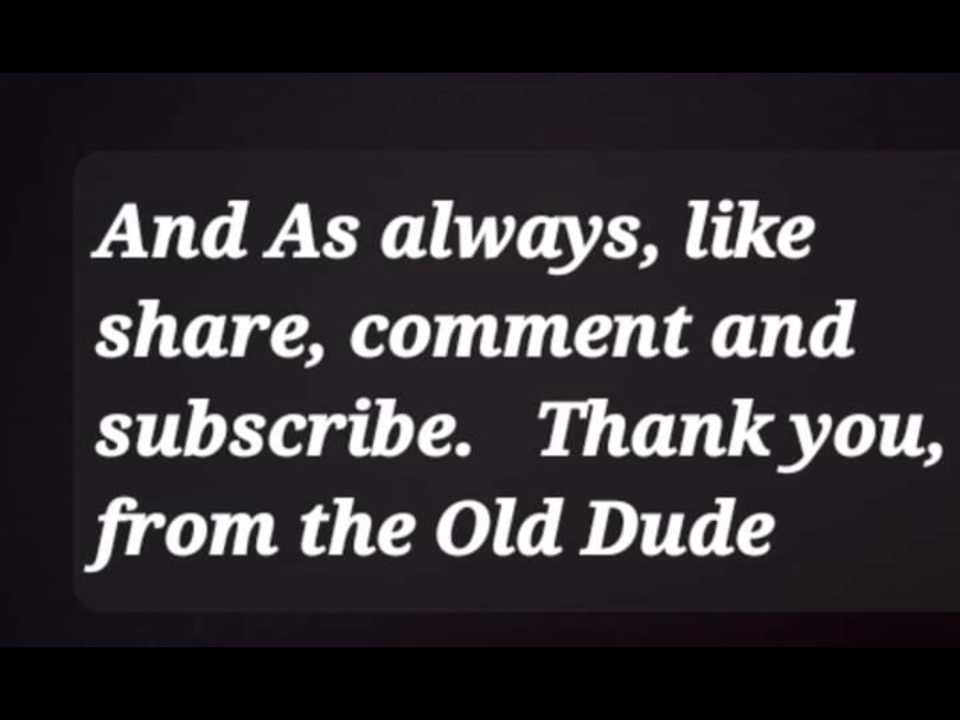 And As always, like
share, comment and
subscribe.   Thank you,
from the Old Dude